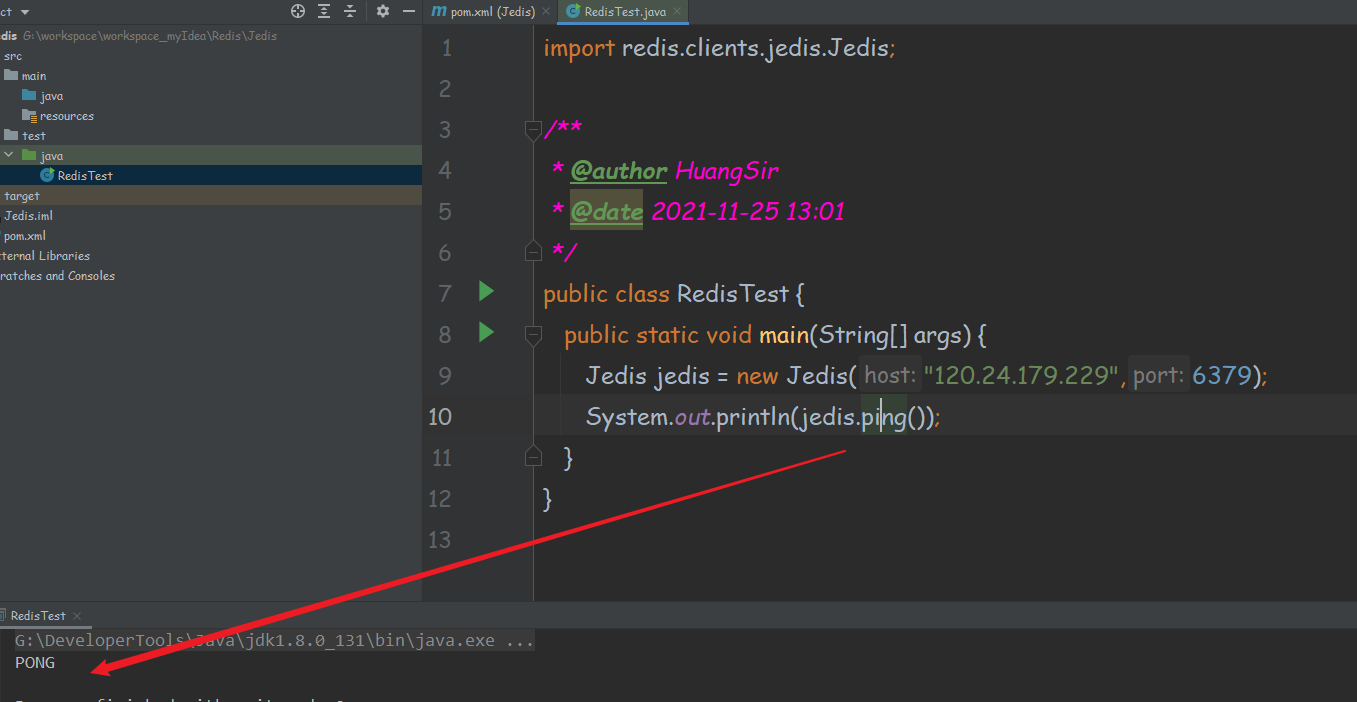 ct
pom.xml (Jedis)
RedisTest.java
dis G:\workspace\workspace_myIdea\Redis\Jedis
src
main
java
resources
test
java
RedisTest
target
Jedis.iml
pom.xml
ternal Libraries
ratches and Consoles
1 import redis.clients.jedis.Jedis;
2
3 /**
4 * @author HuangSir
5 * @date 2021-11-25 13:01
6 */
7 public class RedisTest {
8 public static void main(String[] args) {
9 Jedis jedis = new Jedis( host: "120.24.179.229", port: 6379);
10 System.out.println(jedis.ping());
11 }
12 }
13
RedisTest
G:\DeveloperTools\Java\jdk1.8.0_131\bin\java.exe ...
PONG